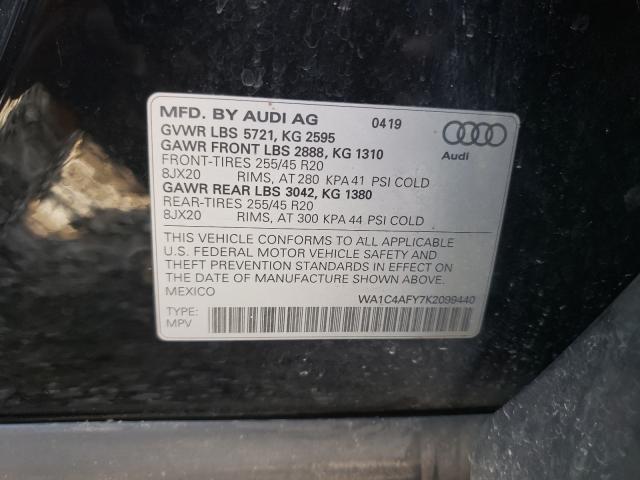 MFD. BY AUDI AG 0419
GVWR LBS 5721, KG 2595
GAWR FRONT LBS 2888, KG 1310
FRONT-TIRES 255/45 R20
8JX20 RIMS, AT 280 KPA 41 PSI COLD
GAWR REAR LBS 3042, KG 1380
REAR-TIRES 255/45 R20
8JX20 RIMS, AT 300 KPA 44 PSI COLD
Audi
THIS VEHICLE CONFORMS TO ALL APPLICABLE
U.S. FEDERAL MOTOR VEHICLE SAFETY AND
THEFT PREVENTION STANDARDS IN EFFECT ON
THE DATE OF MANUFACTURE SHOWN ABOVE.
MEXICO WA1C4AFY7K2099440
TYPE:
MPV